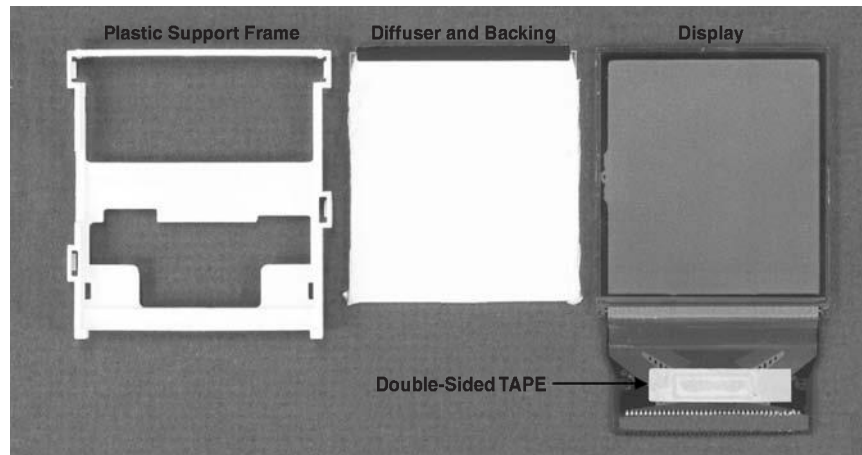 Plastic Support Frame
Diffuser and Backing
Display
Double-Sided TAPE